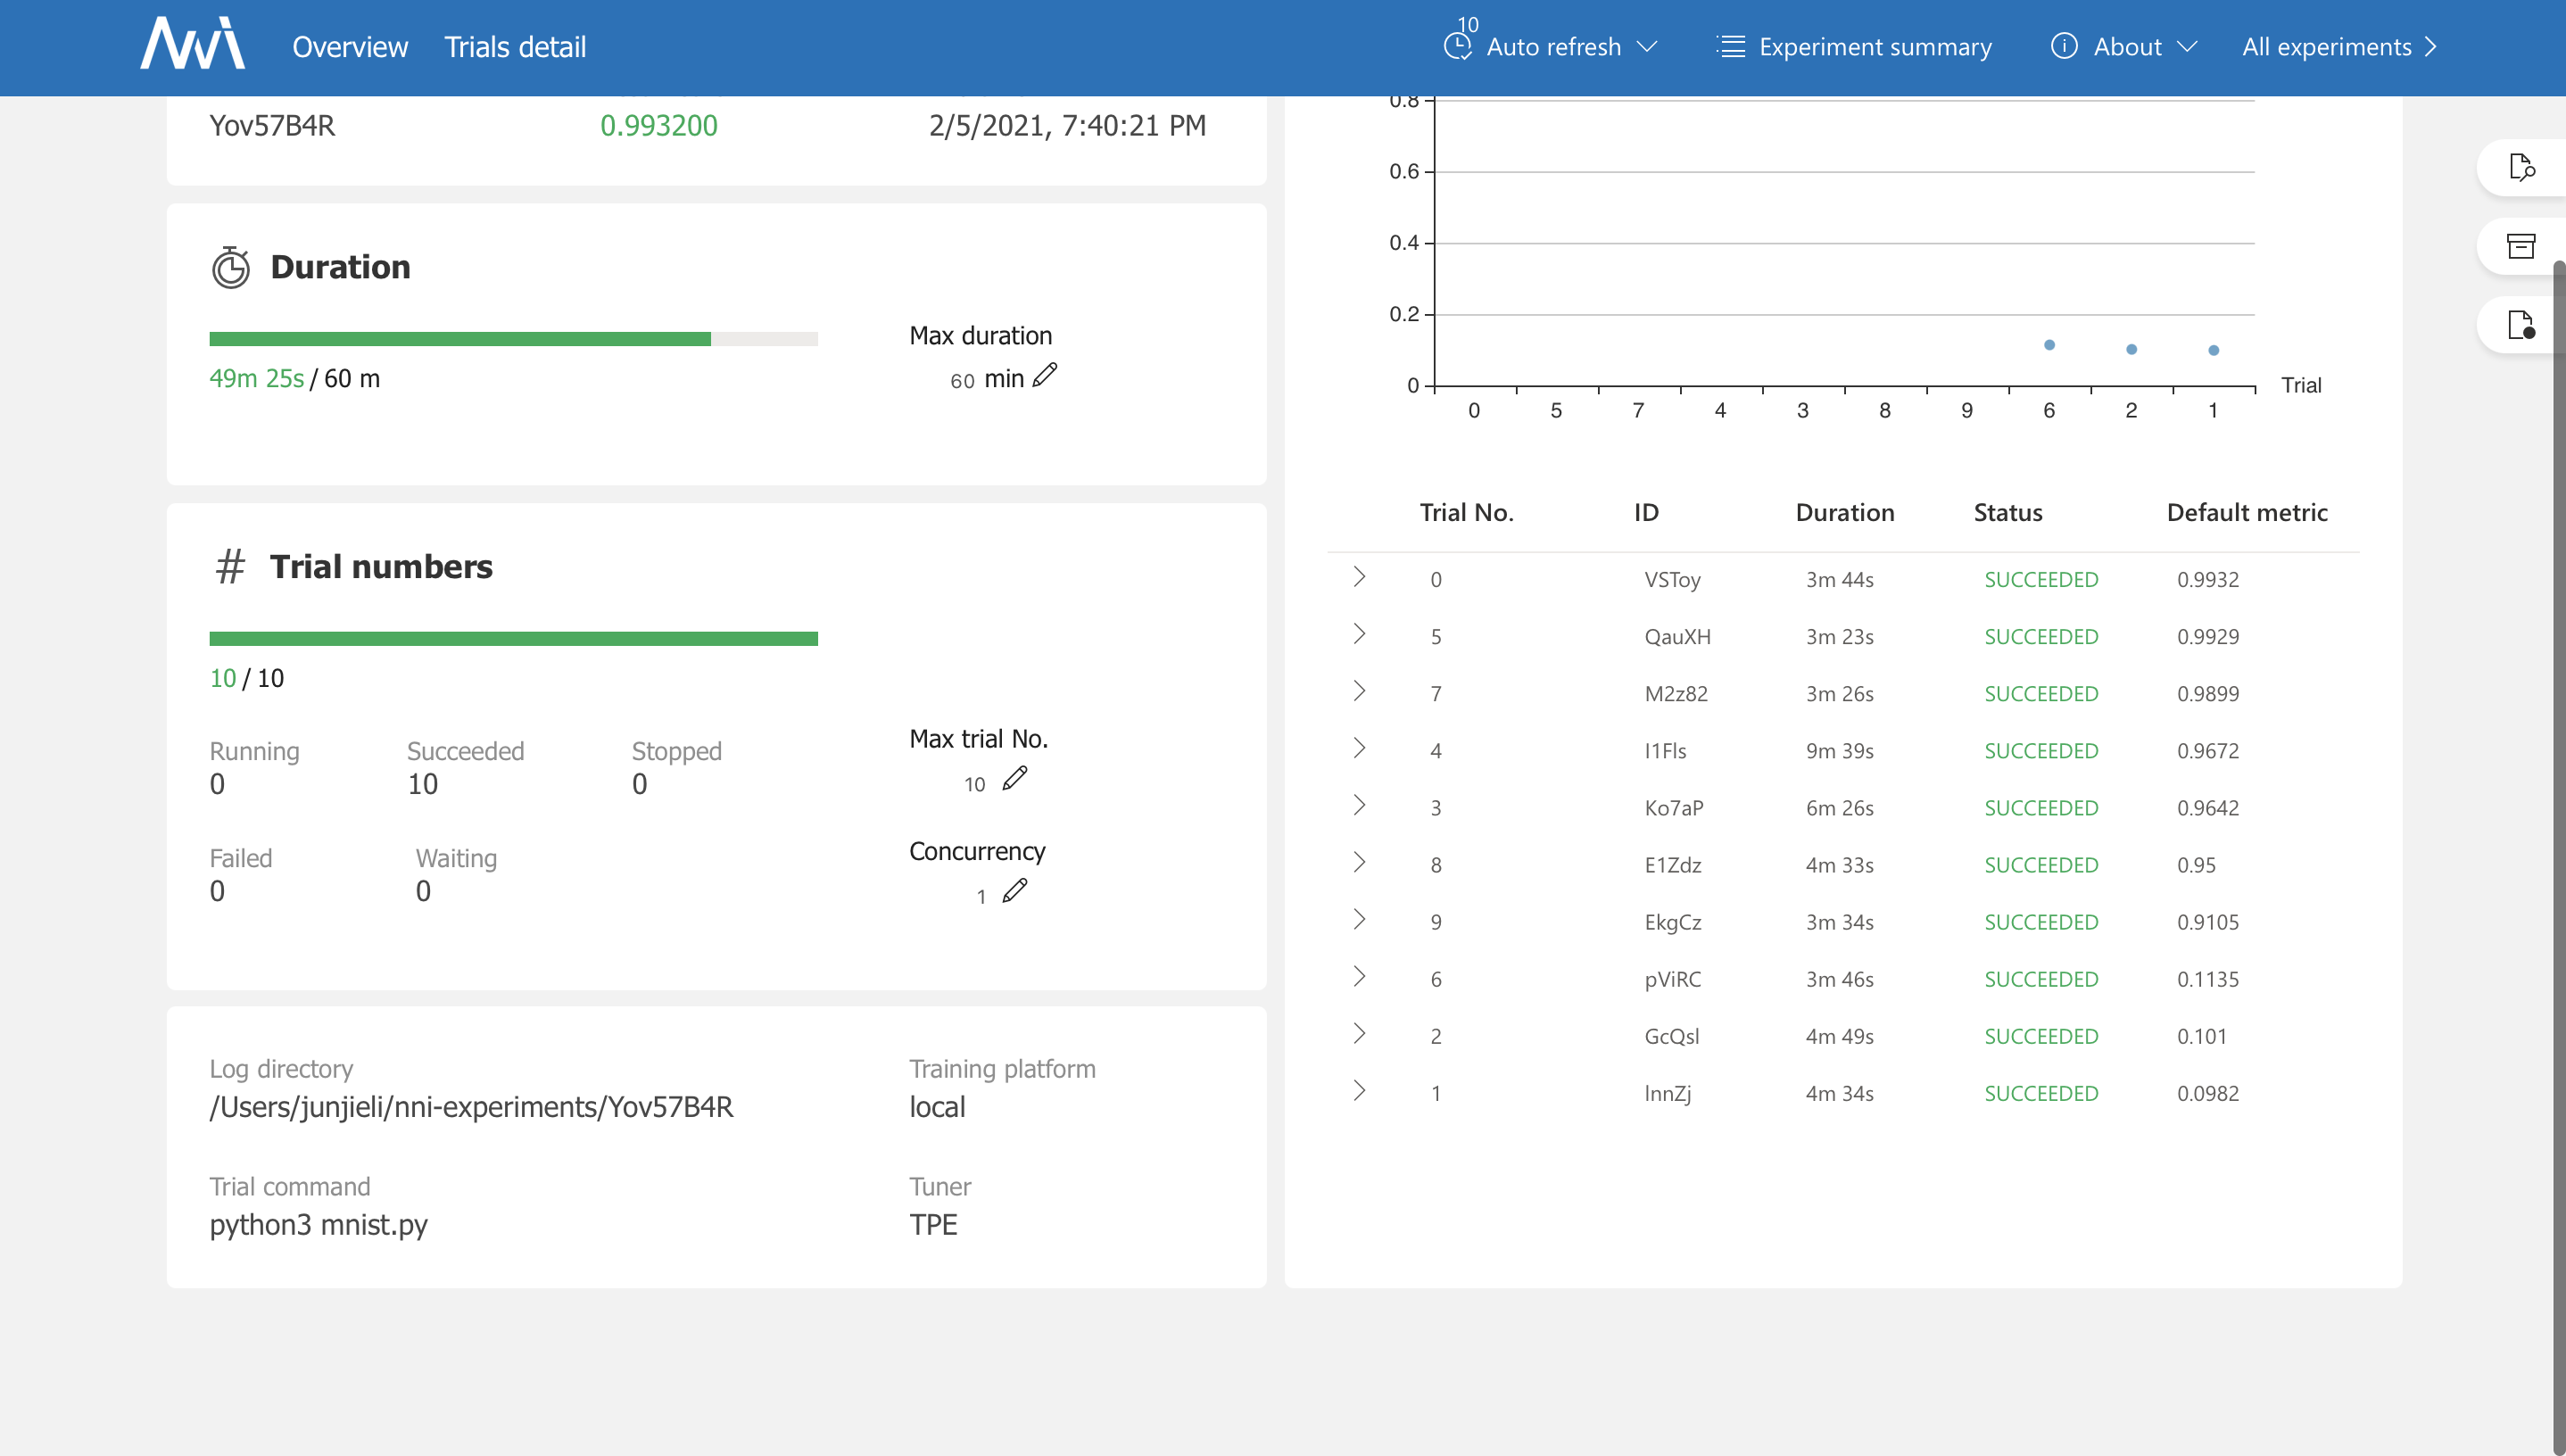 Overview
Trials detail
10
Auto refresh
Experiment summary
About
All experiments
Yov57B4R
0.993200
2/5/2021, 7:40:21 PM
Duration
49m 25s / 60 m
Max duration
60 min
# Trial numbers
10 / 10
Running
0
Succeeded
10
Stopped
0
Failed
0
Waiting
0
Max trial No.
10
Concurrency
1
Log directory
/Users/junjieli/nni-experiments/Yov57B4R
Training platform
local
Trial command
python3 mnist.py
Tuner
TPE
0.8
0.6
0.4
0.2
0
0 5 7 4 3 8 9 6 2 1
Trial
Trial No. ID Duration Status Default metric
0 VSToy 3m 44s SUCCEEDED 0.9932
5 QauXH 3m 23s SUCCEEDED 0.9929
7 M2z82 3m 26s SUCCEEDED 0.9899
4 I1Fls 9m 39s SUCCEEDED 0.9672
3 Ko7aP 6m 26s SUCCEEDED 0.9642
8 E1Zdz 4m 33s SUCCEEDED 0.95
9 EkgCz 3m 34s SUCCEEDED 0.9105
6 pViRC 3m 46s SUCCEEDED 0.1135
2 GcQsl 4m 49s SUCCEEDED 0.101
1 lnnZj 4m 34s SUCCEEDED 0.0982